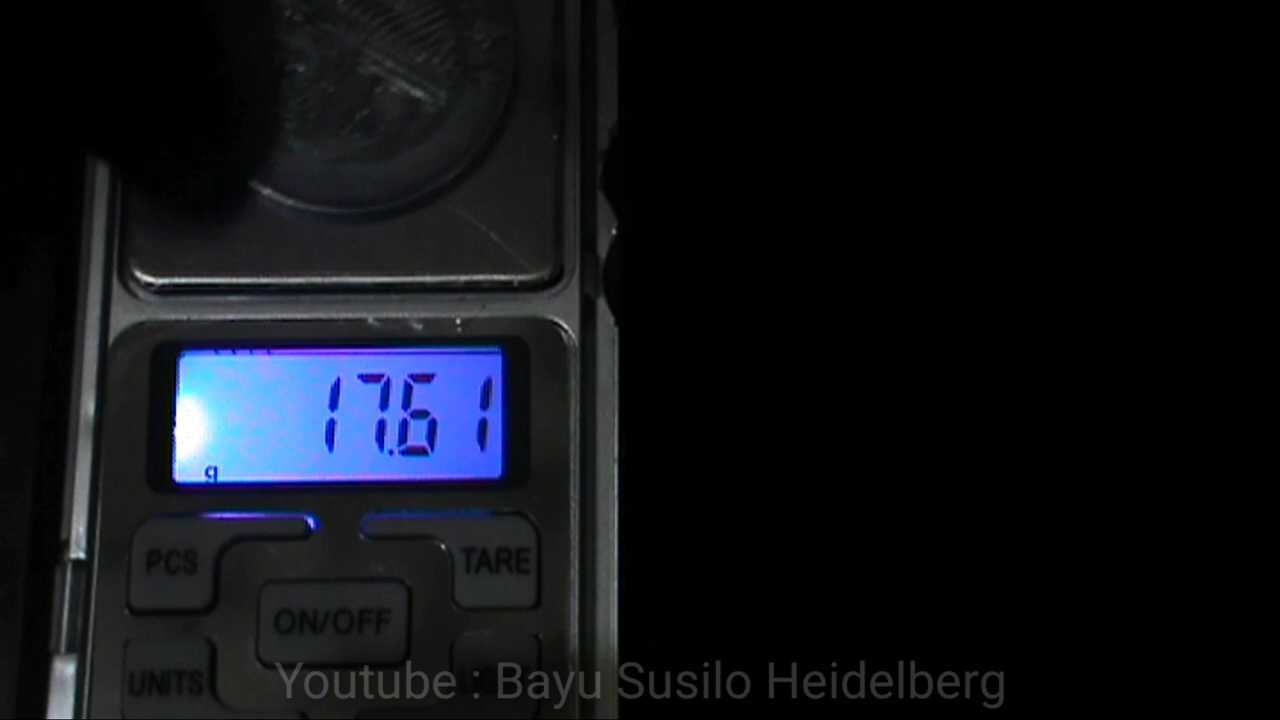 17.61
g
PCS
TARE
ON/OFF
UNITS
Youtube : Bayu Susilo Heidelberg